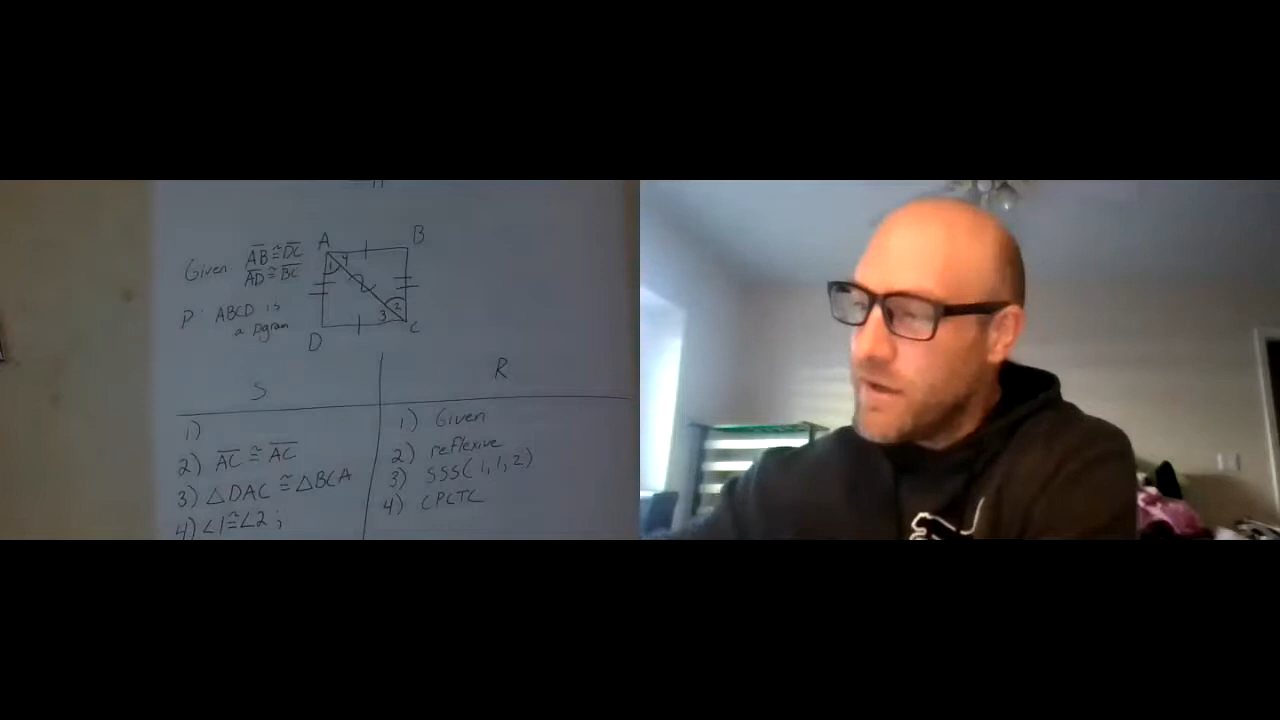 Given AB ≅ DC
AD ≅ BC
P: ABCD is
a pgram
A
B
1 4
3 2
D
C
S
R
1)
1) Given
2) AC ≅ AC
2) reflexive
3) △DAC ≅ △BCA
3) SSS(1,1,2)
4) ∠1≅∠2;
4) CPCTC